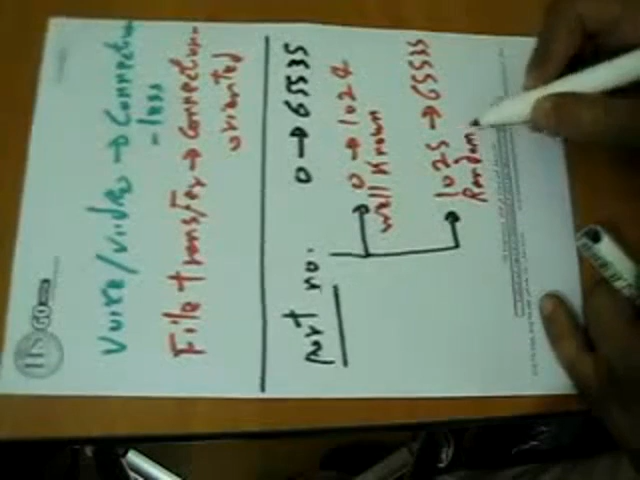 Voice/video → Connection
- less
File transfer → Connection
oriented
port no. 0 → 65535
0 → 1024
well known
1025 → 65535
Random